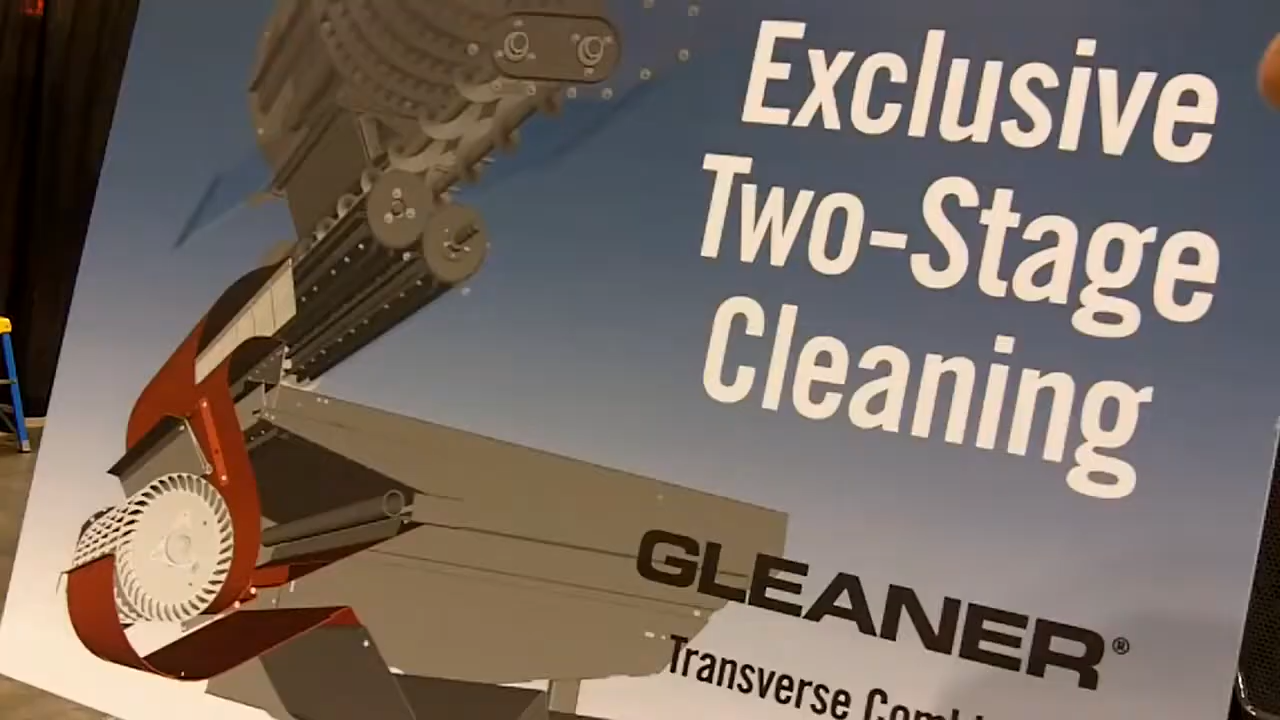 Exclusive
Two-Stage
Cleaning
GLEANER®
Transverse